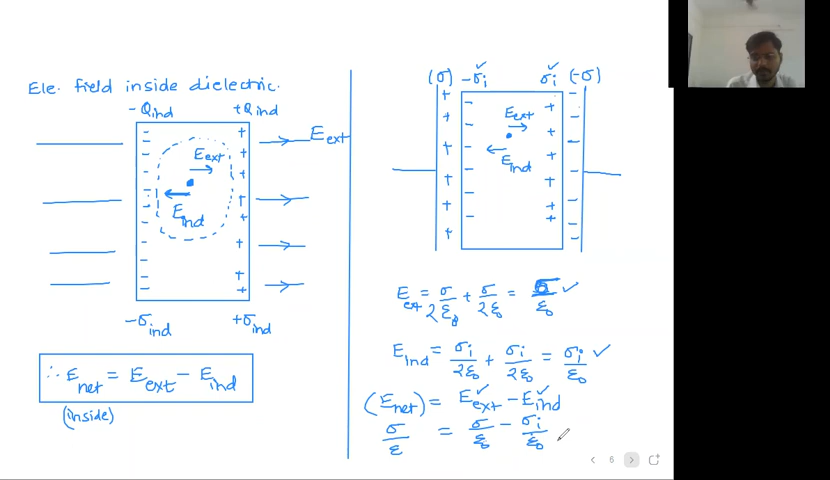 Ele. field inside dielectric.
-Qind +Qind
Eext
Eext
Eind
-σind +σind
∴ Enet = Eext - Eind
(inside)
(σ) -σi σi (-σ)
Eext
Eind
Eext = σ/2ε0 + σ/2ε0 = σ/ε0 ✓
Eind = σi/2ε0 + σi/2ε0 = σi/ε0 ✓
(Enet) = Eext - Eind
σ/ε = σ/ε0 - σi/ε0
6